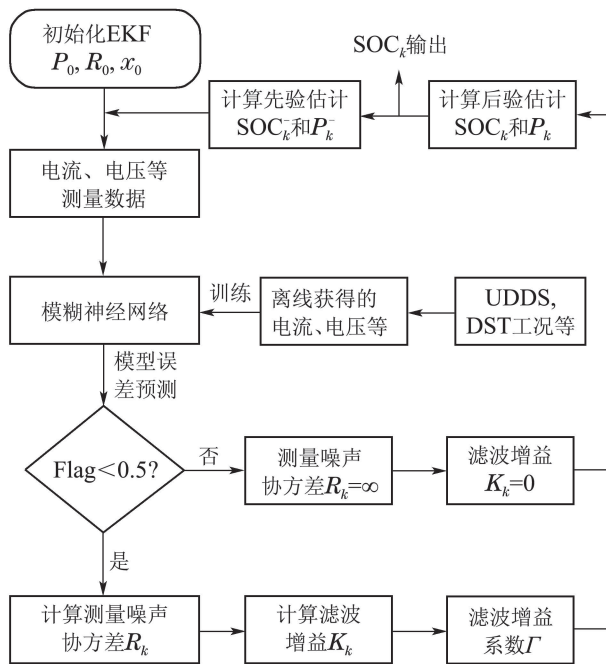 初始化EKF
P₀, R₀, x₀
SOCₖ输出
计算先验估计
SOCₖ⁻和Pₖ⁻
计算后验估计
SOCₖ和Pₖ
电流、电压等
测量数据
模糊神经网络
训练
离线获得的
电流、电压等
UDDS,
DST工况等
模型误
差预测
Flag<0.5?
否
测量噪声
协方差Rₖ=∞
滤波增益
Kₖ=0
是
计算测量噪声
协方差Rₖ
计算滤波
增益Kₖ
滤波增益
系数Γ